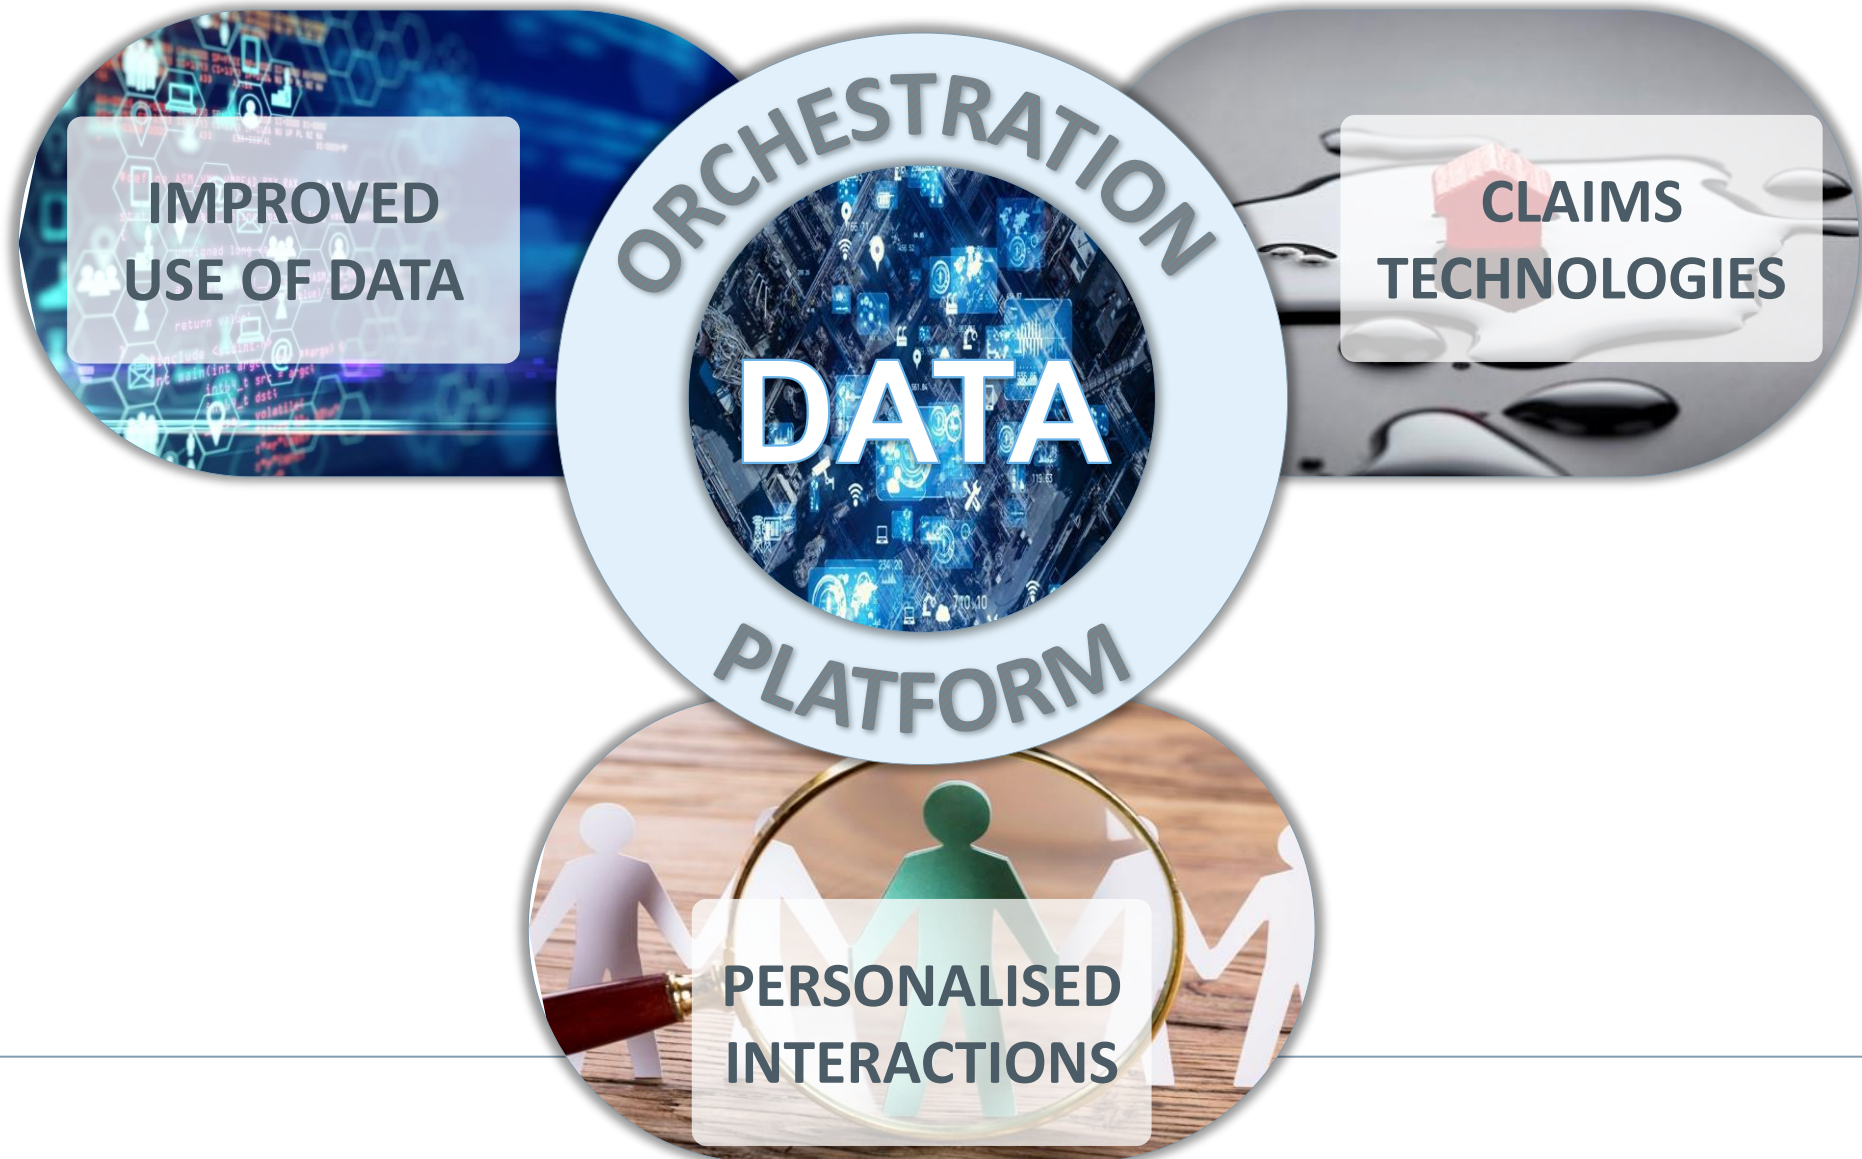 IMPROVED
USE OF DATA
ORCHESTRATION
DATA
PLATFORM
CLAIMS
TECHNOLOGIES
PERSONALISED
INTERACTIONS